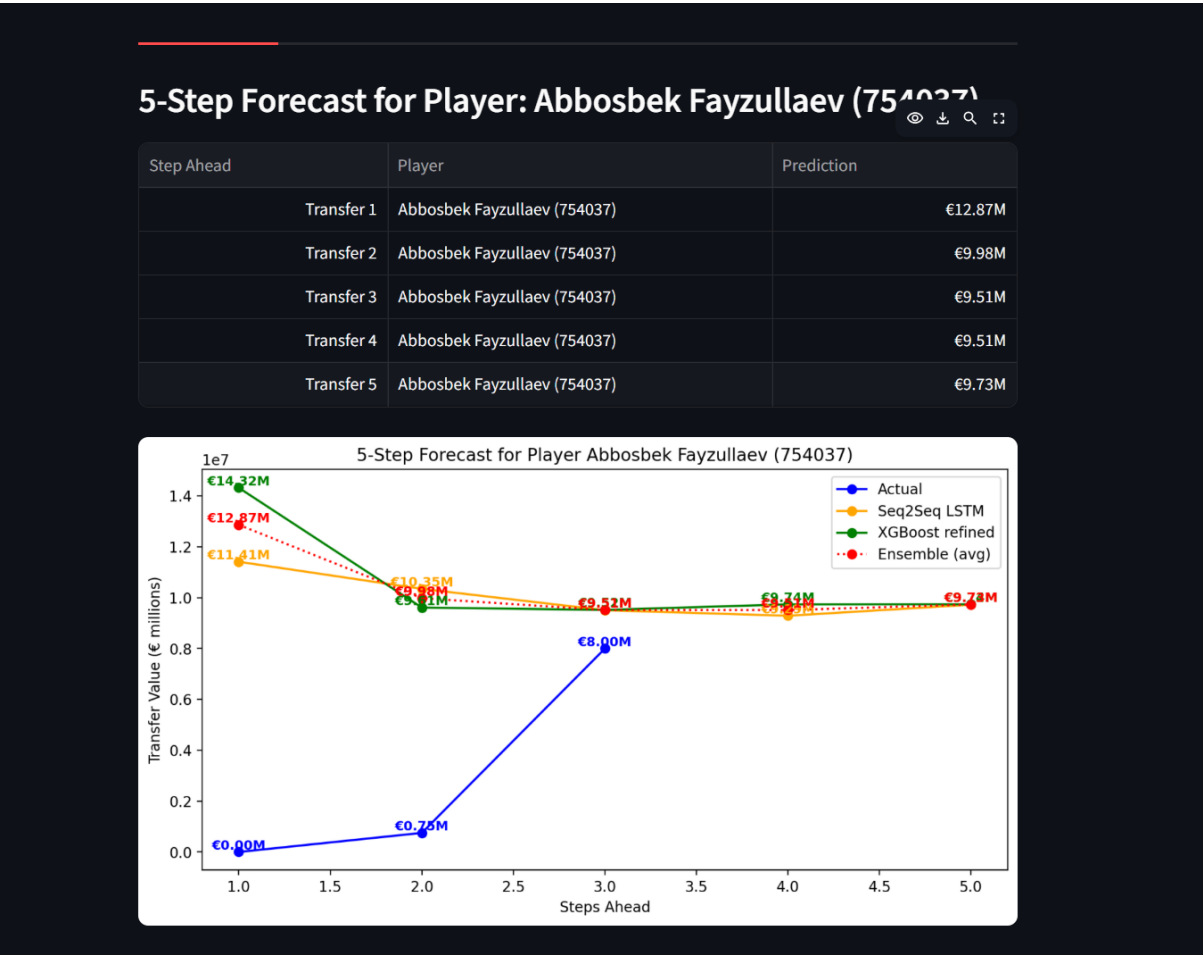 5-Step Forecast for Player: Abbosbek Fayzullaev (754037)
Step Ahead Player Prediction
Transfer 1 Abbosbek Fayzullaev (754037) €12.87M
Transfer 2 Abbosbek Fayzullaev (754037) €9.98M
Transfer 3 Abbosbek Fayzullaev (754037) €9.51M
Transfer 4 Abbosbek Fayzullaev (754037) €9.51M
Transfer 5 Abbosbek Fayzullaev (754037) €9.73M
5-Step Forecast for Player Abbosbek Fayzullaev (754037)
1e7
€14.32M
€12.87M
€11.41M
€10.35M
€9.98M
€9.74M
€8.00M
€0.75M
€0.00M
Actual
Seq2Seq LSTM
XGBoost refined
Ensemble (avg)
Transfer Value (€ millions)
1.4
1.2
1.0
0.8
0.6
0.4
0.2
0.0
1.0 1.5 2.0 2.5 3.0 3.5 4.0 4.5 5.0
Steps Ahead